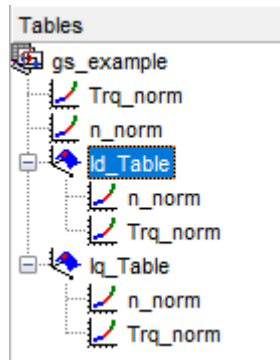 Tables
gs_example
Trq_norm
n_norm
Id_Table
n_norm
Trq_norm
Iq_Table
n_norm
Trq_norm